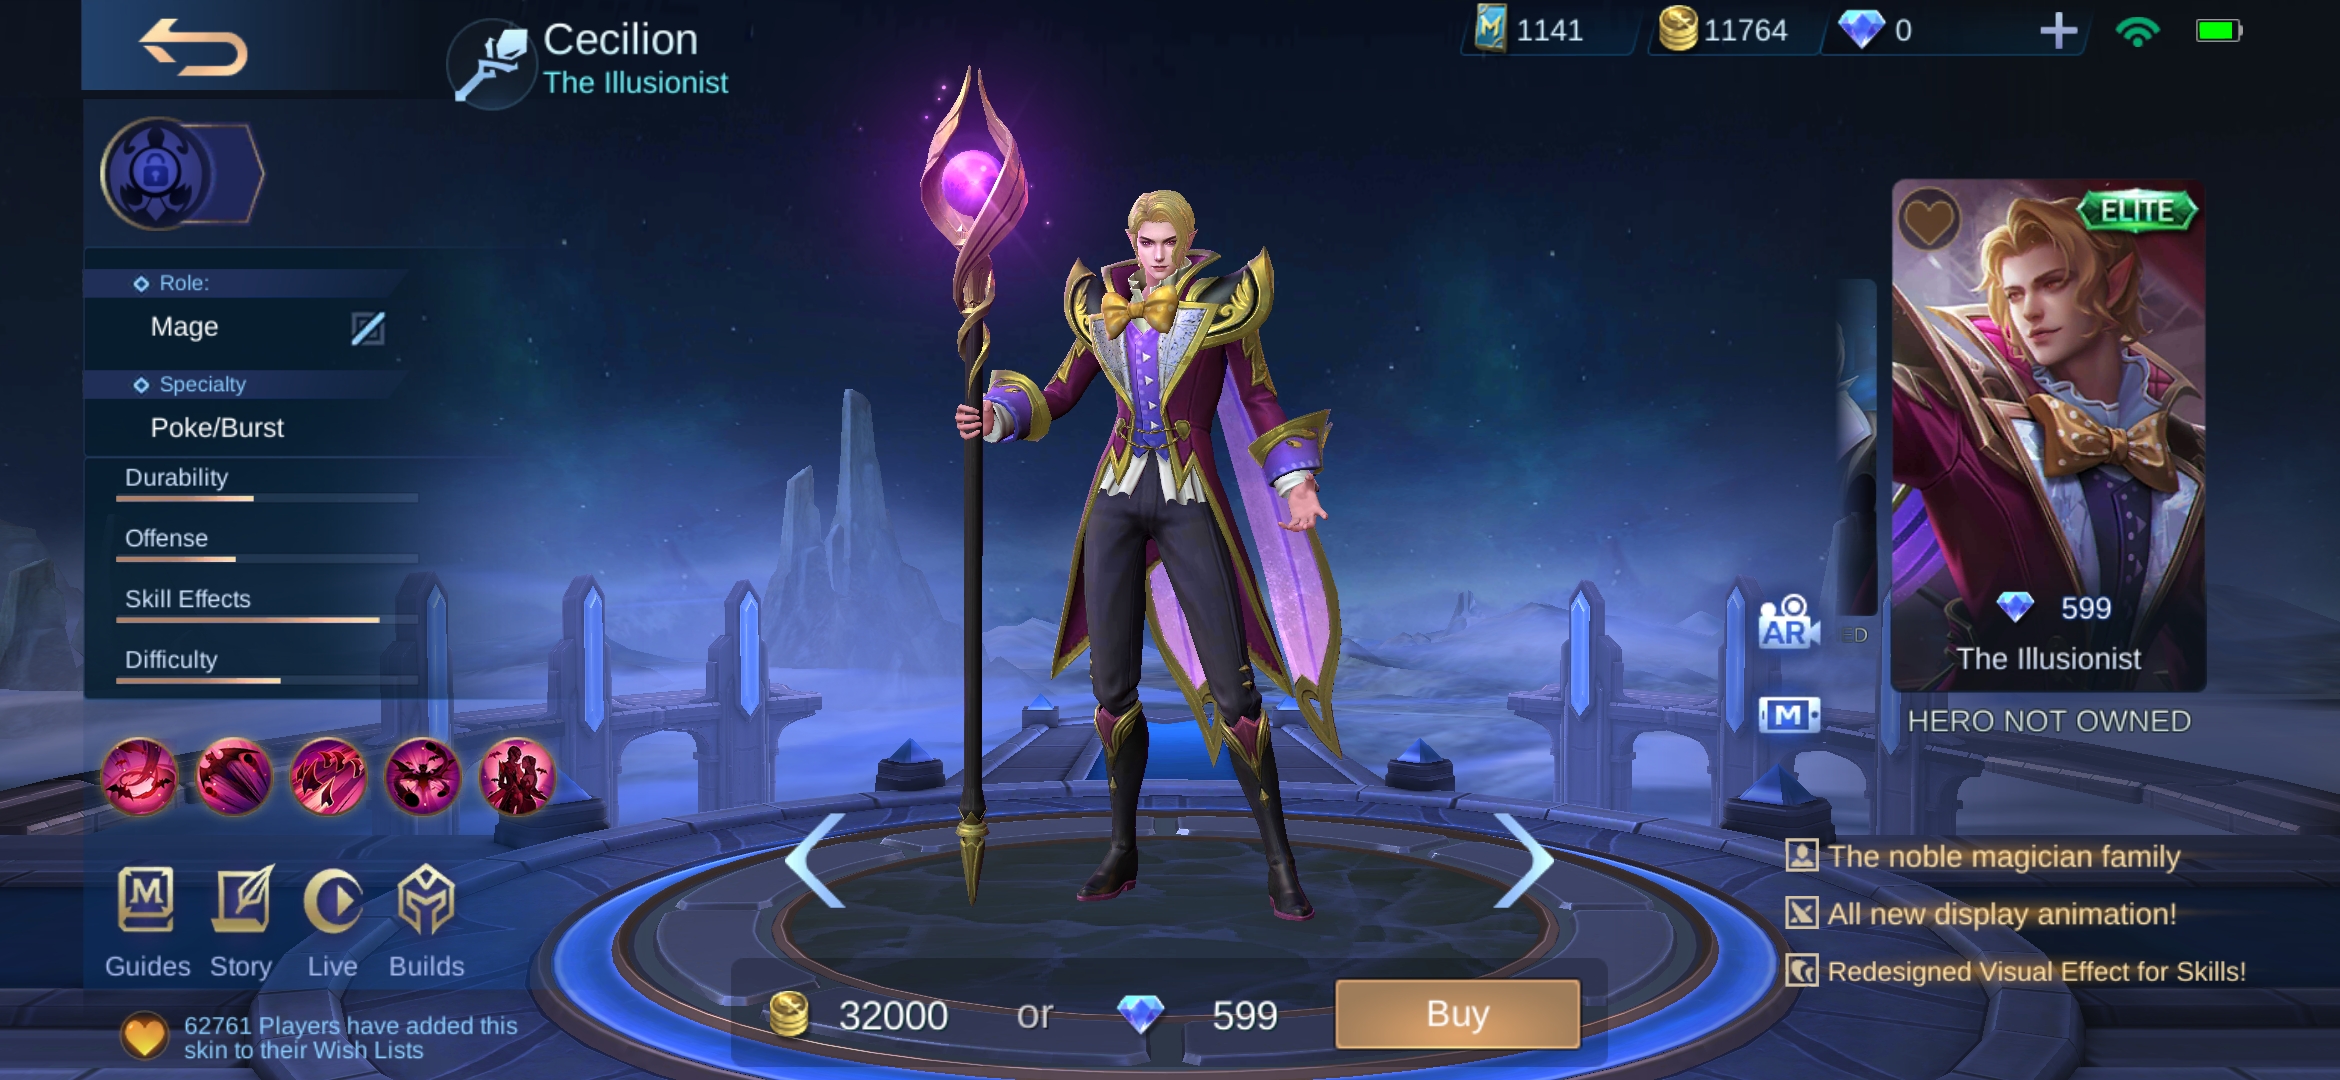 Cecilion
The Illusionist
1141
11764
0
Role:
Mage
Specialty
Poke/Burst
Durability
Offense
Skill Effects
Difficulty
Guides
Story
Live
Builds
62761 Players have added this
skin to their Wish Lists
32000
or
599
Buy
ELITE
599
The Illusionist
HERO NOT OWNED
AR
ED
M
The noble magician family
All new display animation!
Redesigned Visual Effect for Skills!